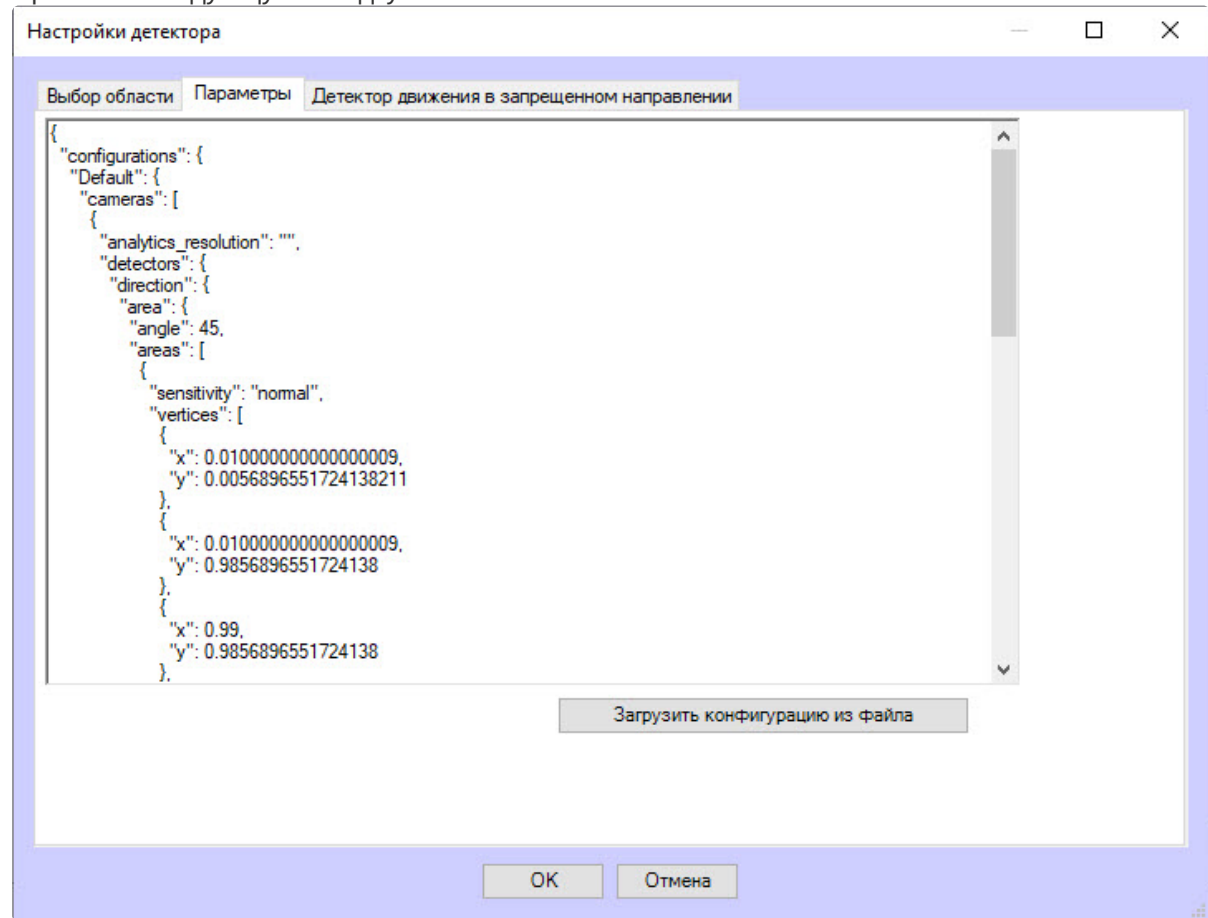 Настройки детектора
Выбор области Параметры Детектор движения в запрещенном направлении
{
"configurations": {
"Default": {
"cameras": [
{
"analytics_resolution": "",
"detectors": {
"direction": {
"area": {
"angle": 45,
"areas": [
{
"sensitivity": "normal",
"vertices": [
{
"x": 0.010000000000000009,
"y": 0.0056896551724138211
},
{
"x": 0.010000000000000009,
"y": 0.9856896551724138
},
{
"x": 0.99,
"y": 0.9856896551724138
},
Загрузить конфигурацию из файла
OK Отмена